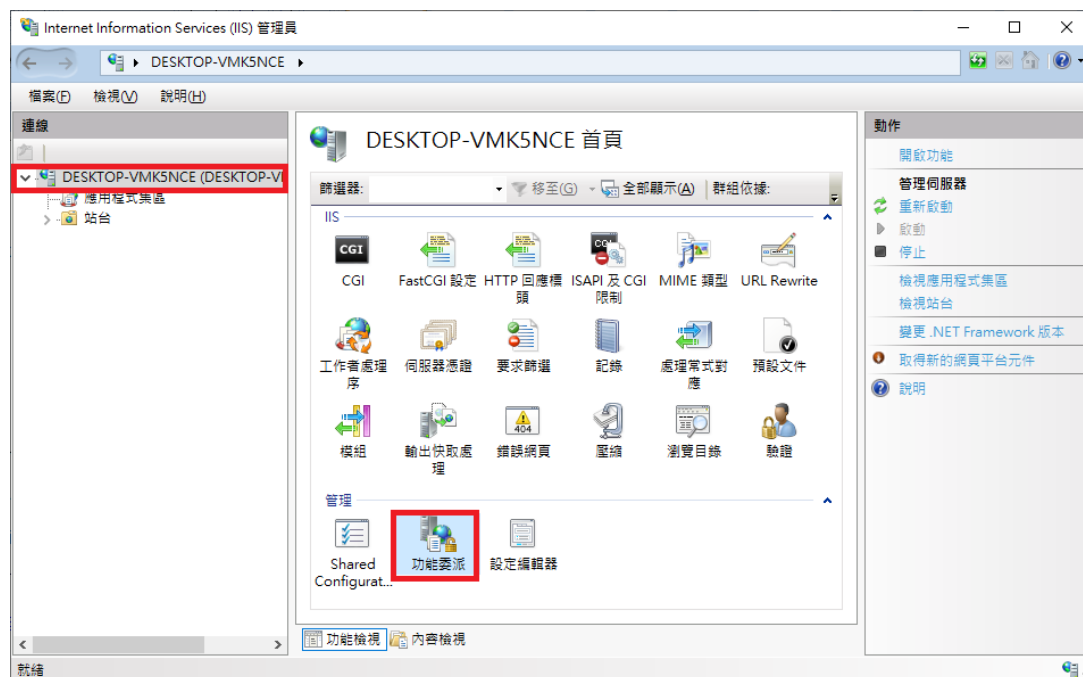 Internet Information Services (IIS) 管理員
DESKTOP-VMK5NCE
檔案(F) 檢視(V) 說明(H)
連線
DESKTOP-VMK5NCE (DESKTOP-VM
應用程式集區
站台
DESKTOP-VMK5NCE 首頁
篩選器: 移至(G) 全部顯示(A) 群組依據:
IIS
CGI
FastCGI 設定
HTTP 回應標
頭
ISAPI 及 CGI
限制
MIME 類型
URL Rewrite
工作者處理
序
伺服器憑證
要求篩選
記錄
處理常式對
應
預設文件
模組
輸出快取處
理
404
錯誤網頁
壓縮
瀏覽目錄
驗證
管理
Shared
Configurat...
功能委派
設定編輯器
功能檢視 內容檢視
動作
開啟功能
管理伺服器
重新啟動
啟動
停止
檢視應用程式集區
檢視站台
變更 .NET Framework 版本
取得新的網頁平台元件
說明
就緒